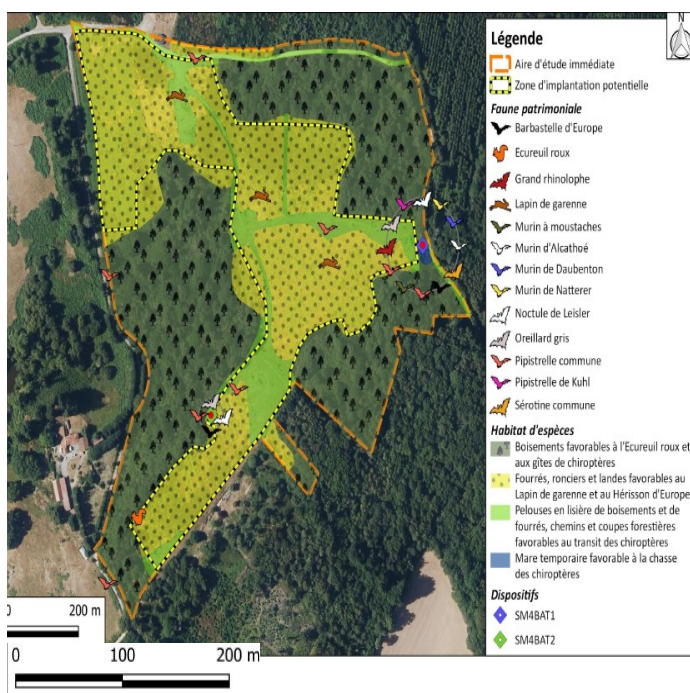 Légende
N
Aire d'étude immédiate
Zone d'implantation potentielle
Faune patrimoniale
Barbastelle d'Europe
Ecureuil roux
Grand rhinolophe
Lapin de garenne
Murin à moustaches
Murin d'Alcathoé
Murin de Daubenton
Murin de Natterer
Noctule de Leisler
Oreillard gris
Pipistrelle commune
Pipistrelle de Kuhl
Sérotine commune
Habitat d'espèces
Boisements favorables à l'Ecureuil roux et
aux gîtes de chiroptères
Fourrés, ronciers et landes favorables au
Lapin de garenne et au Hérisson d'Europe
Pelouses en lisière de boisements et de
fourrés, chemins et coupes forestières
favorables au transit des chiroptères
Mare temporaire favorable à la chasse
des chiroptères
Dispositifs
SM4BAT1
SM4BAT2
0 200 m
0 100 200 m